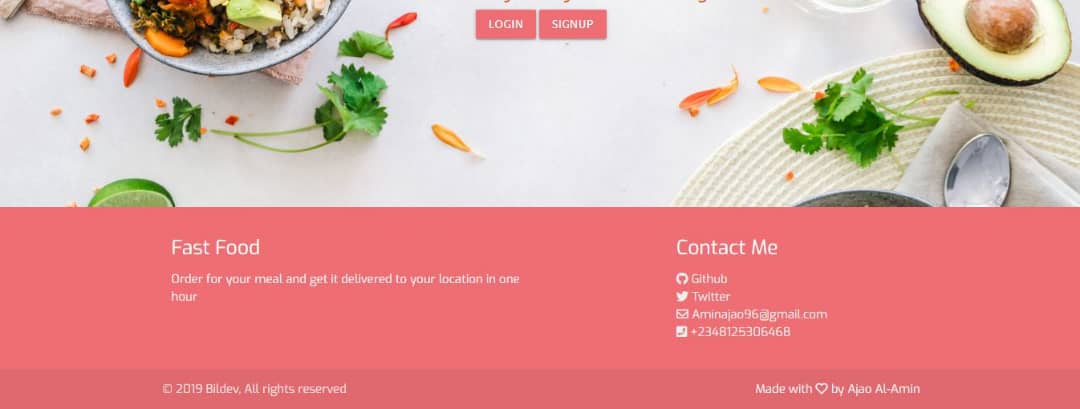 LOGIN SIGNUP
Fast Food
Order for your meal and get it delivered to your location in one
hour
Contact Me
Github
Twitter
Aminajao96@gmail.com
+2348125306468
© 2019 Bildev, All rights reserved
Made with ♡ by Ajao Al-Amin